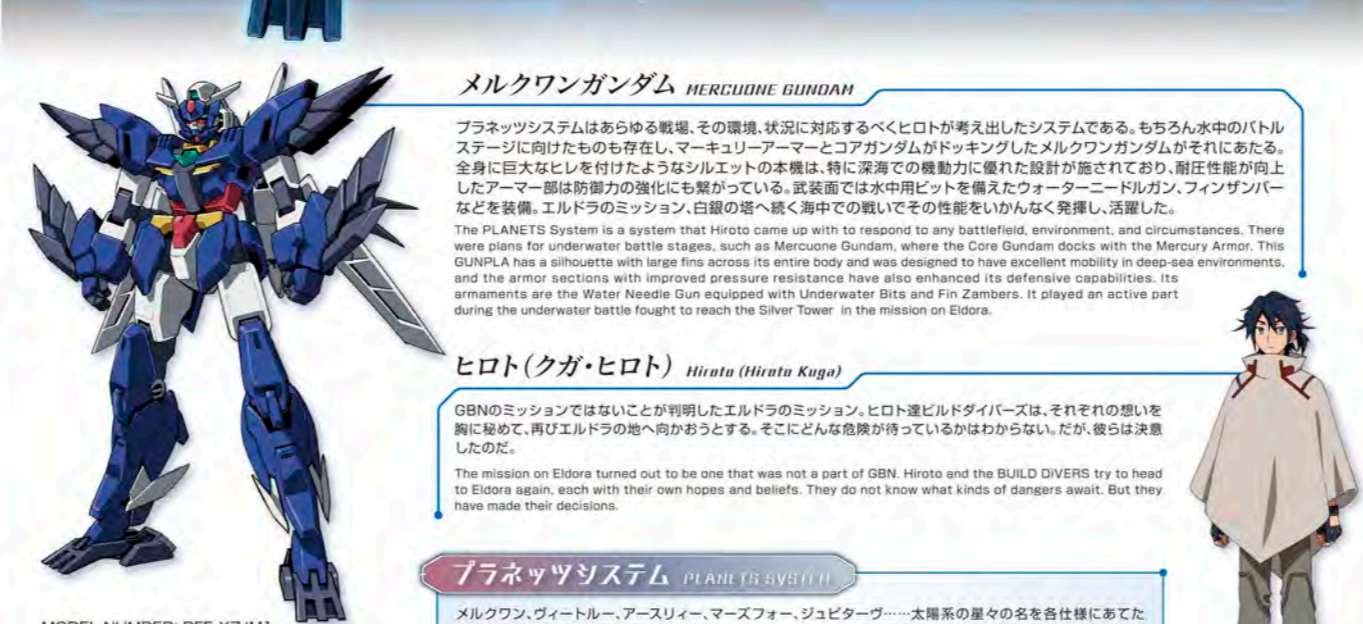 メルクワンガンダム MERCUONE GUNDAM
プラネッツシステムはあらゆる戦場、その環境、状況に対応するべくヒロトが考え出したシステムである。もちろん水中のバトル
ステージに向けたものも存在し、マーキュリーアーマーとコアガンダムがドッキングしたメルクワンガンダムがそれにあたる。
全身に巨大なヒレを付けたようなシルエットの本機は、特に深海での機動力に優れた設計が施されており、耐圧性能が向上
したアーマー部は防御力の強化にも繋がっている。武装面では水中用ビットを備えたウォーターニードルガン、フィンザンバー
などを装備。エルドラのミッション、白銀の塔へ続く海中での戦いでその性能をいかんなく発揮し、活躍した。
The PLANETS System is a system that Hiroto came up with to respond to any battlefield, environment, and circumstances. There
were plans for underwater battle stages, such as Mercuone Gundam, where the Core Gundam docks with the Mercury Armor. This
GUNPLA has a silhouette with large fins across its entire body and was designed to have excellent mobility in deep-sea environments,
and the armor sections with improved pressure resistance have also enhanced its defensive capabilities. Its
armaments are the Water Needle Gun equipped with Underwater Bits and Fin Zambers. It played an active part
during the underwater battle fought to reach the Silver Tower in the mission on Eldora.
ヒロト(クガ・ヒロト) Hiroto (Hiroto Kuga)
GBNのミッションではないことが判明したエルドラのミッション。ヒロト達ビルドダイバーズは、それぞれの想いを
胸に秘めて、再びエルドラの地へ向かおうとする。そこにどんな危険が待っているかはわからない。だが、彼らは決意
したのだ。
The mission on Eldora turned out to be one that was not a part of GBN. Hiroto and the BUILD DiVERS try to head
to Eldora again, each with their own hopes and beliefs. They do not know what kinds of dangers await. But they
have made their decisions.
プラネッツシステム PLANETS SYSTEM
メルクワン、ヴィートルー、アースリィー、マーズフォー、ジュピターヴ……太陽系の星々の名を各仕様にあてた
MODEL NUMBER: